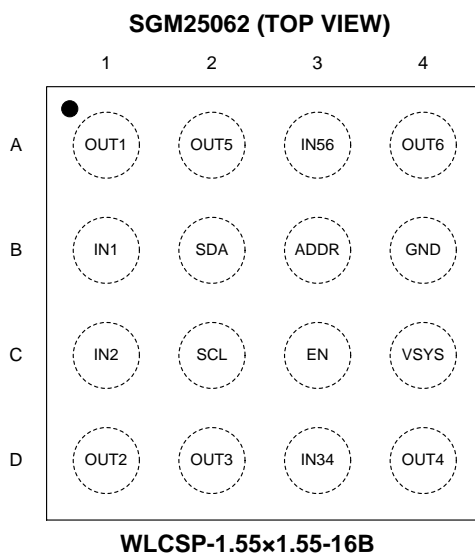 SGM25062 (TOP VIEW)
1 2 3 4
A OUT1 OUT5 IN56 OUT6
B IN1 SDA ADDR GND
C IN2 SCL EN VSYS
D OUT2 OUT3 IN34 OUT4
WLCSP-1.55×1.55-16B